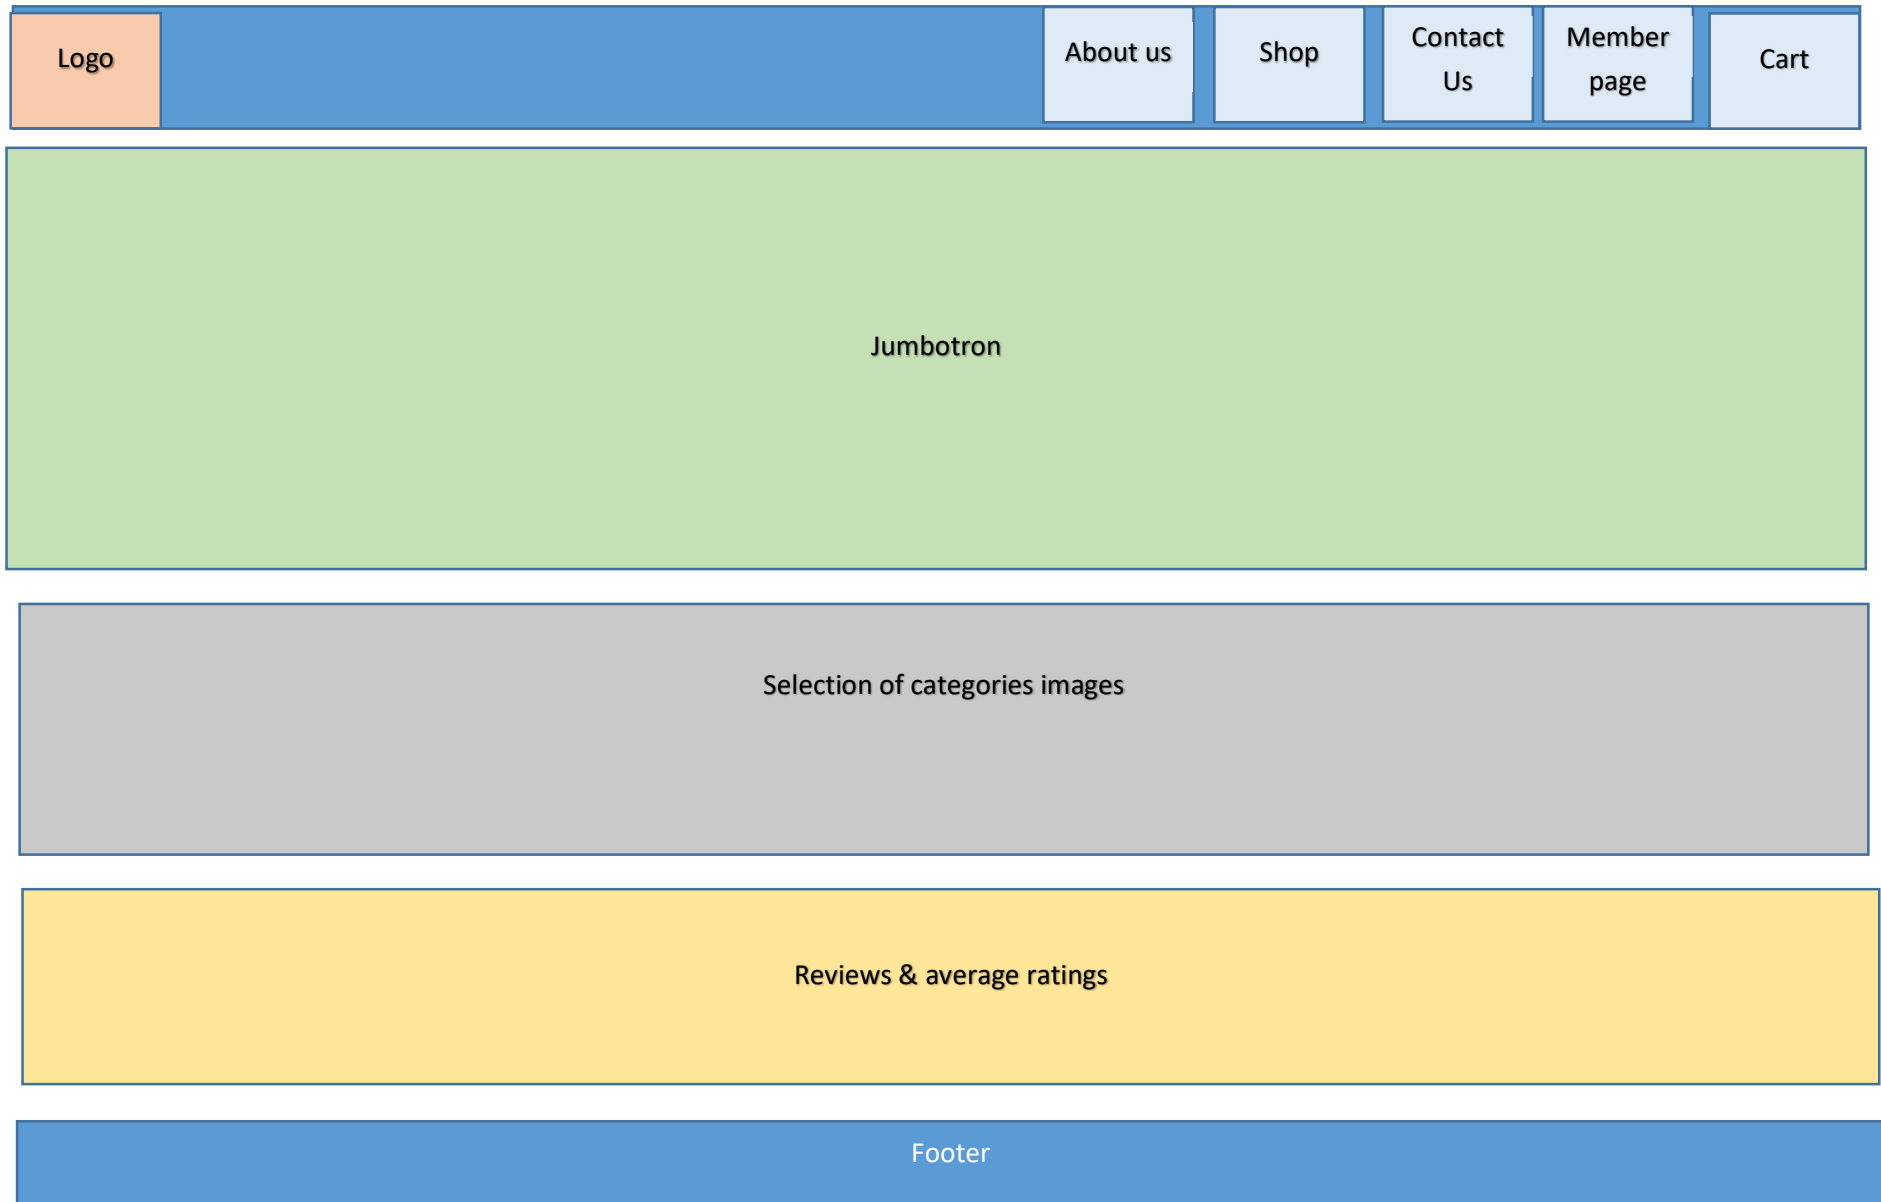 Logo
About us
Shop
Contact
Us
Member
page
Cart
Jumbotron
Selection of categories images
Reviews & average ratings
Footer